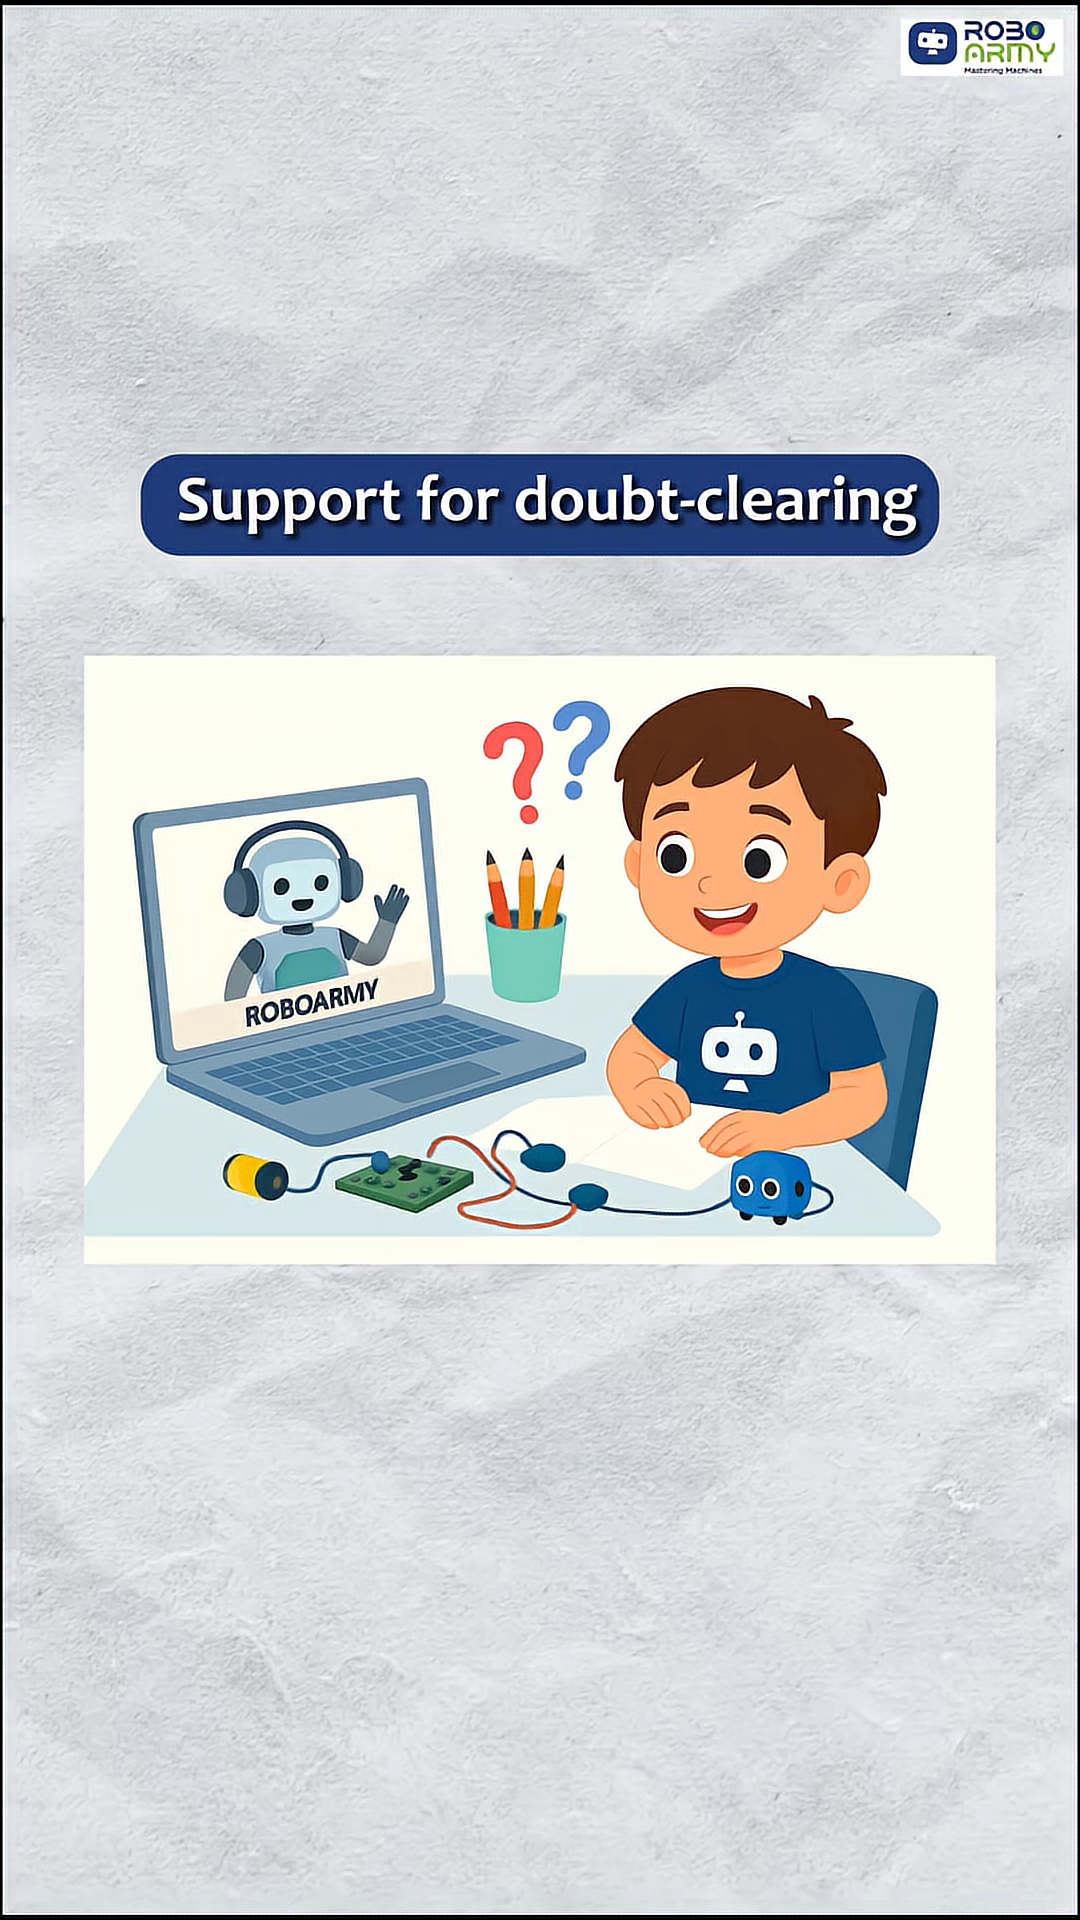 ROBO
ARMY
Mastering Machines
Support for doubt-clearing
??
ROBOARMY